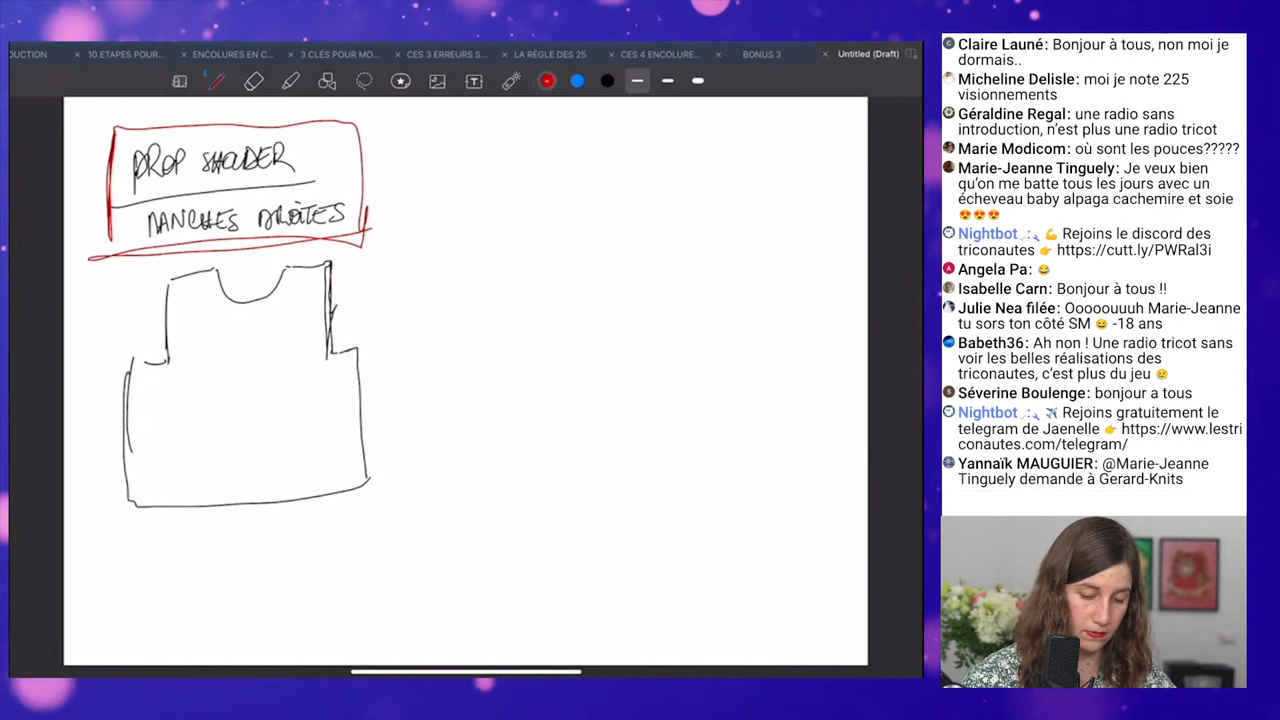 DUCTION
10 ETAPES POUR...
ENCOLURES EN C...
3 CLÉS POUR MO...
CES 3 ERREURS S...
LA RÈGLE DES 25
CES 4 ENCOLURE...
BONUS 3
Untitled (Draft)
DROP SHOUDER
MANCHES DROITES
Claire Launé: Bonjour à tous, non moi je
dormais..
Micheline Delisle: moi je note 225
visionnements
Géraldine Regal: une radio sans
introduction, n'est plus une radio tricot
Marie Modicom: où sont les pouces?????
Marie-Jeanne Tinguely: Je veux bien
qu'on me batte tous les jours avec un
écheveau baby alpaga cachemire et soie
😍😍😍
Nightbot 💪 Rejoins le discord des
triconautes 👉 https://cutt.ly/PWRal3i
Angela Pa: 😂
Isabelle Carn: Bonjour à tous !!
Julie Nea filée: Ooooouuuh Marie-Jeanne
tu sors ton côté SM 😄 -18 ans
Babeth36: Ah non ! Une radio tricot sans
voir les belles réalisations des
triconautes, c'est plus du jeu 😢
Séverine Boulenge: bonjour a tous
Nightbot ✈️ Rejoins gratuitement le
telegram de Jaenelle 👉 https://www.lestri
conautes.com/telegram/
Yannaïk MAUGUIER: @Marie-Jeanne
Tinguely demande à Gerard-Knits